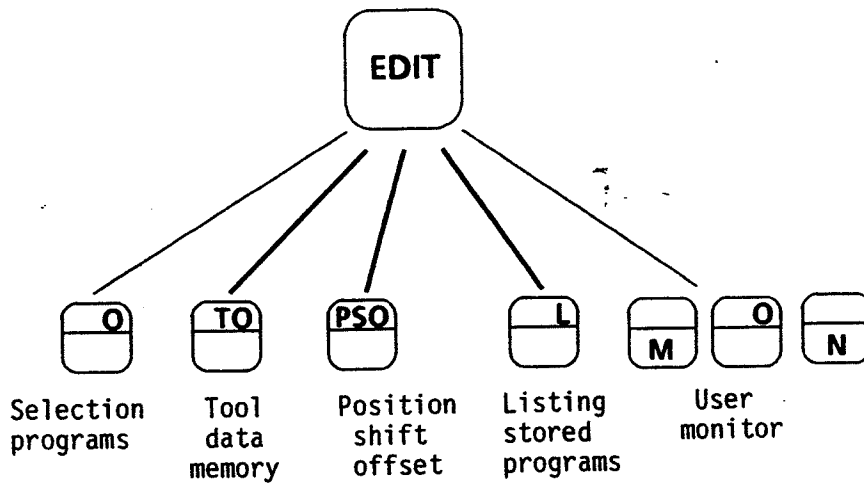 EDIT
O TO PSO L M O N
Selection Tool Position Listing User
programs data shift stored monitor
memory offset programs